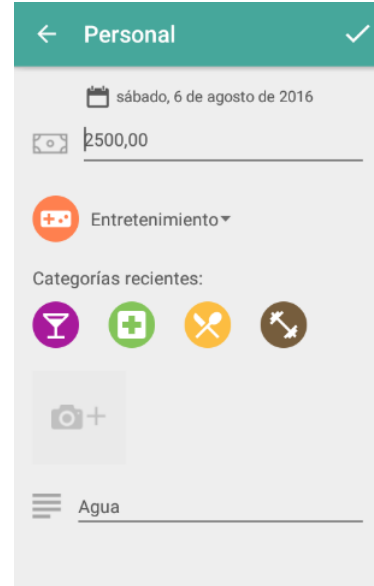 Personal
sábado, 6 de agosto de 2016
2500,00
Entretenimiento
Categorías recientes:
Agua